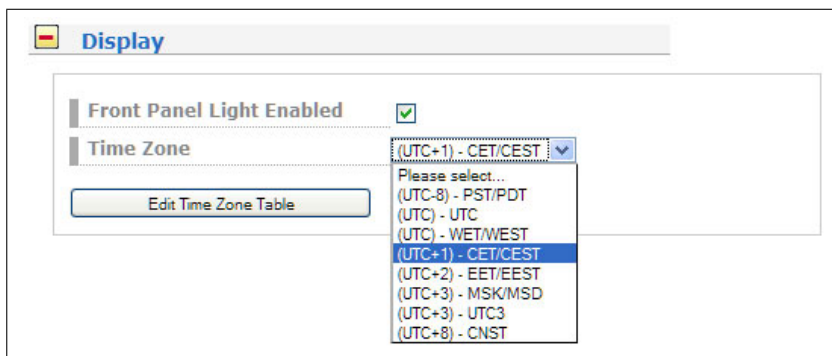 Display
Front Panel Light Enabled
Time Zone
(UTC+1) - CET/CEST
Please select...
(UTC-8) - PST/PDT
(UTC) - UTC
(UTC) - WET/WEST
(UTC+1) - CET/CEST
(UTC+2) - EET/EEST
(UTC+3) - MSK/MSD
(UTC+3) - UTC3
(UTC+8) - CNST
Edit Time Zone Table